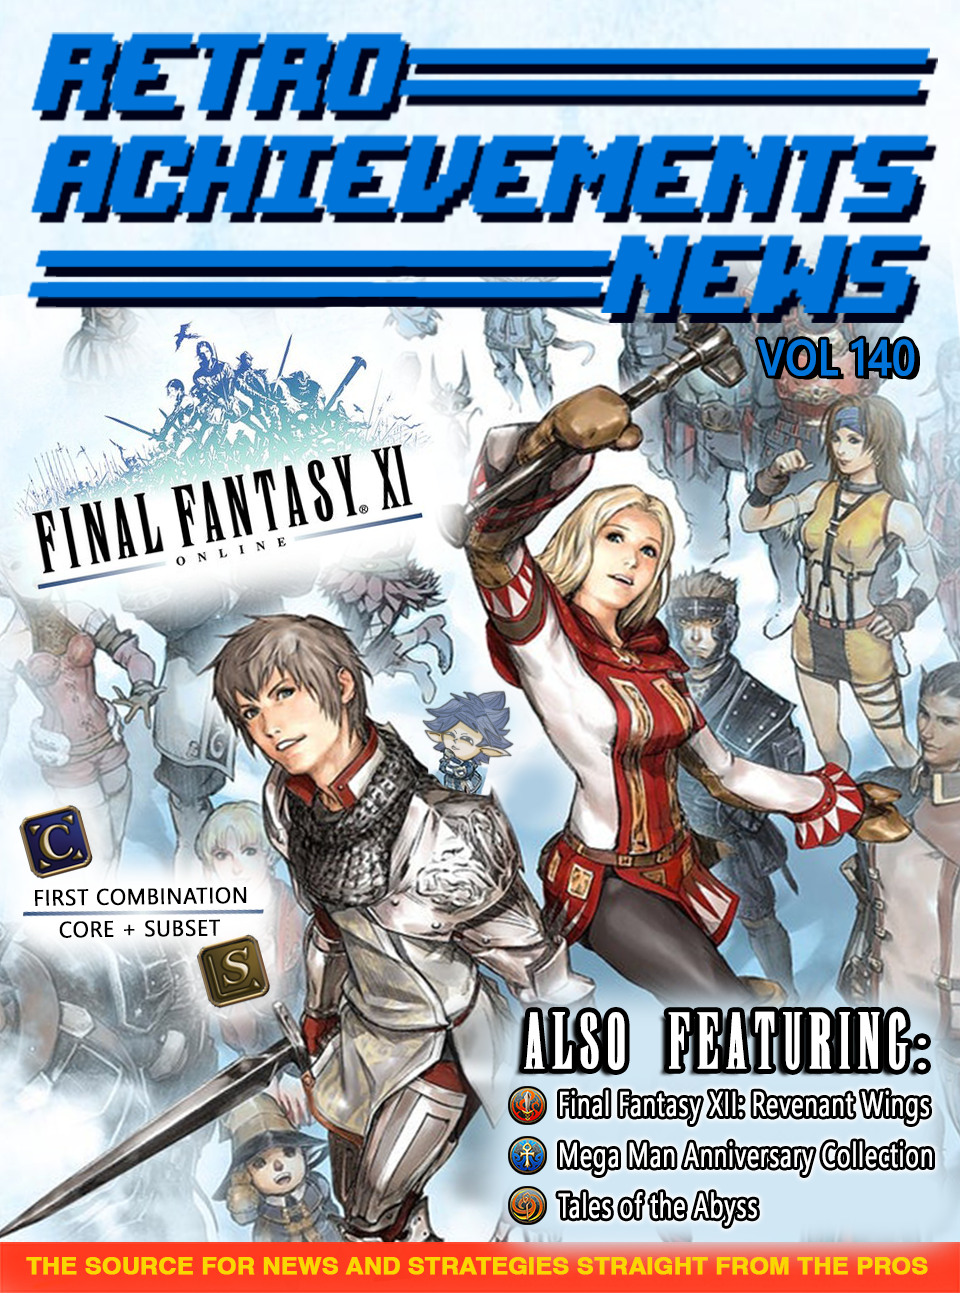 RETRO
ACHIEVEMENTS
NEWS
VOL 140
FINAL FANTASY® XI
ONLINE
C
FIRST COMBINATION
CORE + SUBSET
S
ALSO FEATURING:
Final Fantasy XII: Revenant Wings
Mega Man Anniversary Collection
Tales of the Abyss
THE SOURCE FOR NEWS AND STRATEGIES STRAIGHT FROM THE PROS